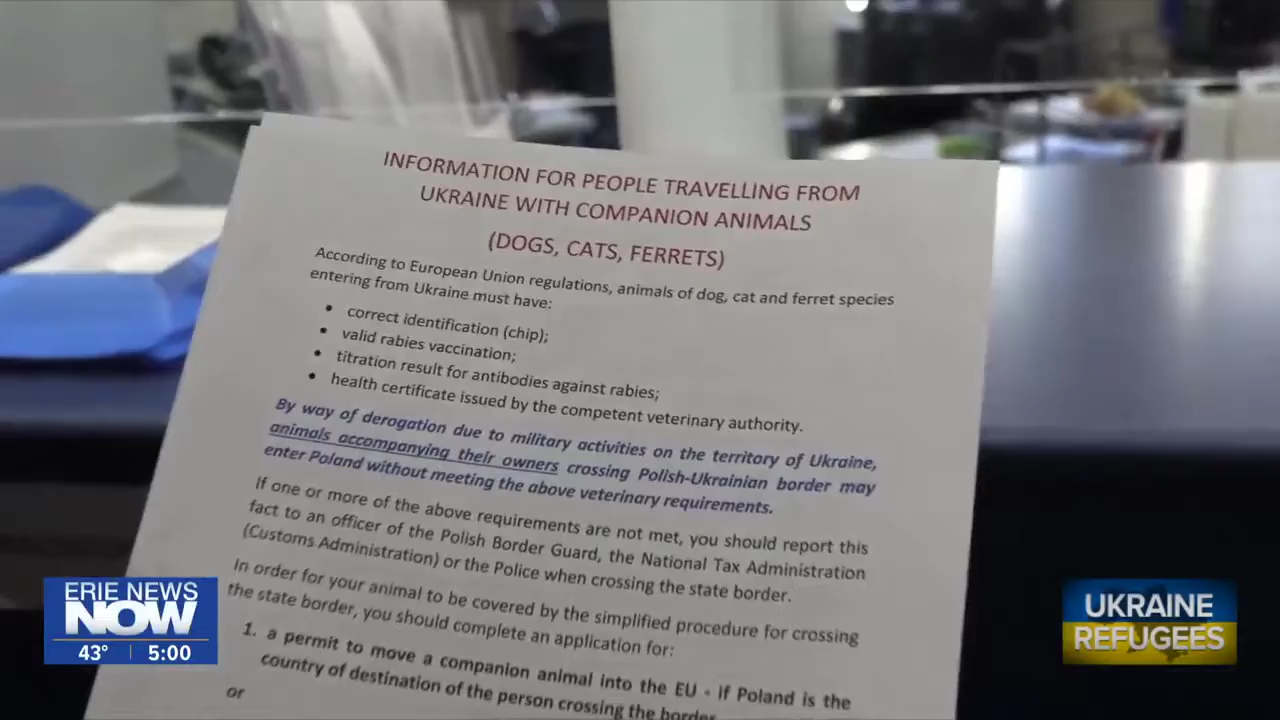 INFORMATION FOR PEOPLE TRAVELLING FROM
UKRAINE WITH COMPANION ANIMALS
(DOGS, CATS, FERRETS)
According to European Union regulations, animals of dog, cat and ferret species
entering from Ukraine must have:
• correct identification (chip);
• valid rabies vaccination;
• titration result for antibodies against rabies;
• health certificate issued by the competent veterinary authority.
By way of derogation due to military activities on the territory of Ukraine,
animals accompanying their owners crossing Polish-Ukrainian border may
enter Poland without meeting the above veterinary requirements.
If one or more of the above requirements are not met, you should report this
fact to an officer of the Polish Border Guard, the National Tax Administration
(Customs Administration) or the Police when crossing the state border.
In order for your animal to be covered by the simplified procedure for crossing
the state border, you should complete an application for:
1. a permit to move a companion animal into the EU - if Poland is the
country of destination of the person crossing the border
or
ERIE NEWS
NOW
43° | 5:00
UKRAINE
REFUGEES